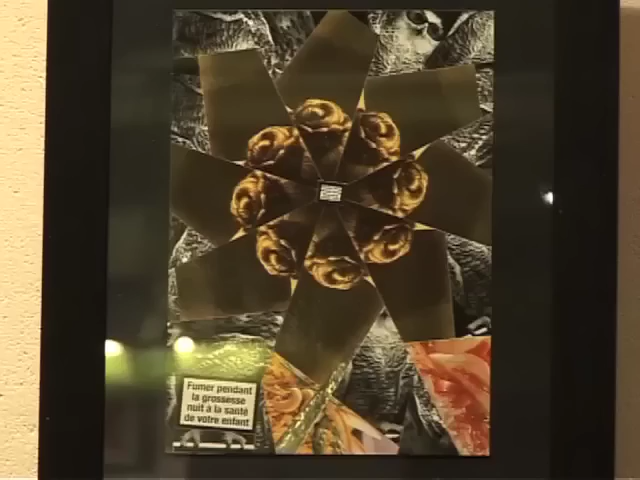 Fumer pendant
la grossesse
nuit à la santé
de votre enfant